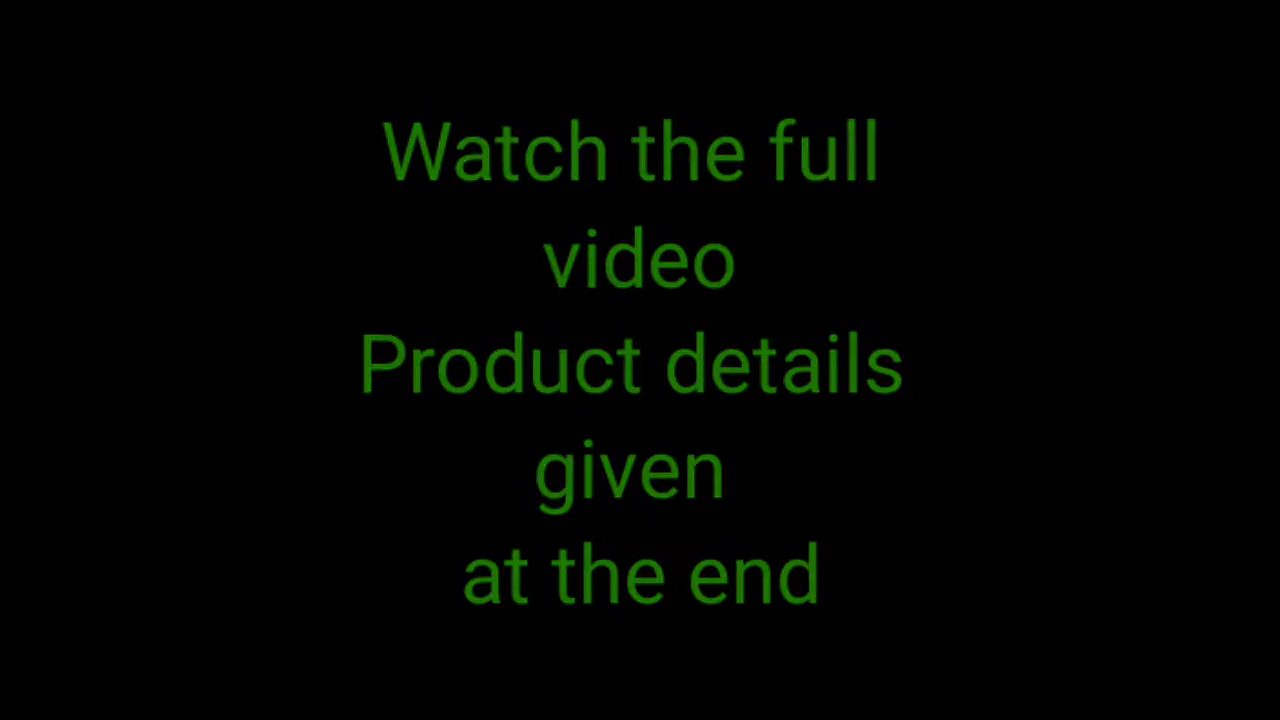 Watch the full
video
Product details
given
at the end